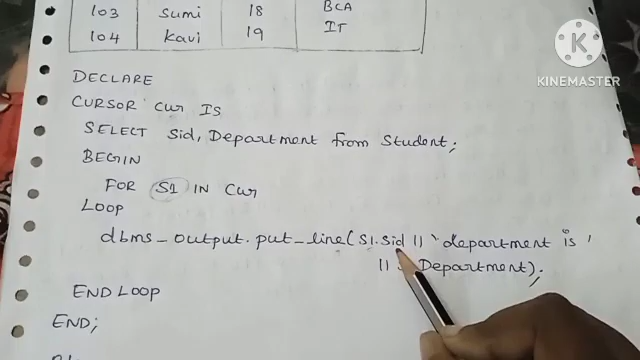 103 Sumi 18 BCA
104 Kavi 19 IT
KINEMASTER
DECLARE
CURSOR cur IS
SELECT Sid, Department from Student;
BEGIN
FOR S1 IN Cur
LOOP
dbms_output.put_line(S1.Sid || 'department is '
|| Department);
END LOOP
END;